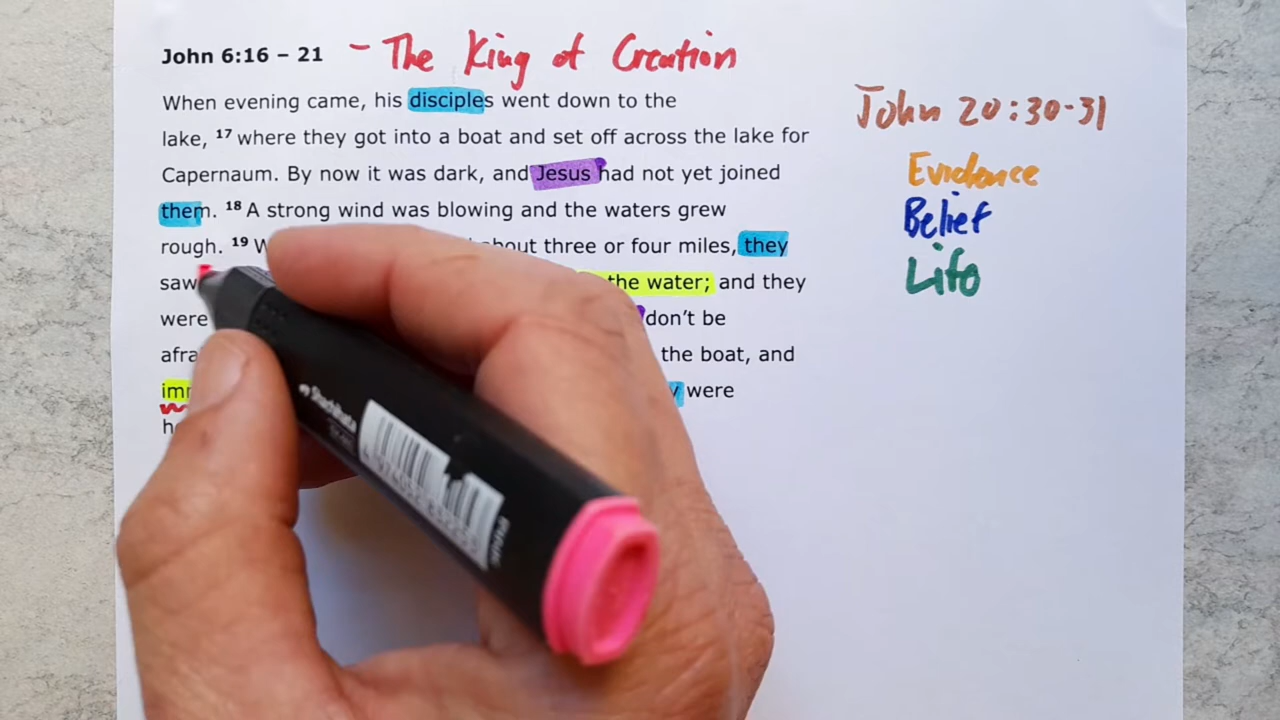 John 6:16 – 21 - The King of Creation
When evening came, his disciples went down to the
lake, 17 where they got into a boat and set off across the lake for
Capernaum. By now it was dark, and Jesus had not yet joined
them. 18 A strong wind was blowing and the waters grew
rough. 19 about three or four miles, they
saw the water; and they
were don't be
the boat, and
were
John 20:30-31
Evidence
Belief
Life